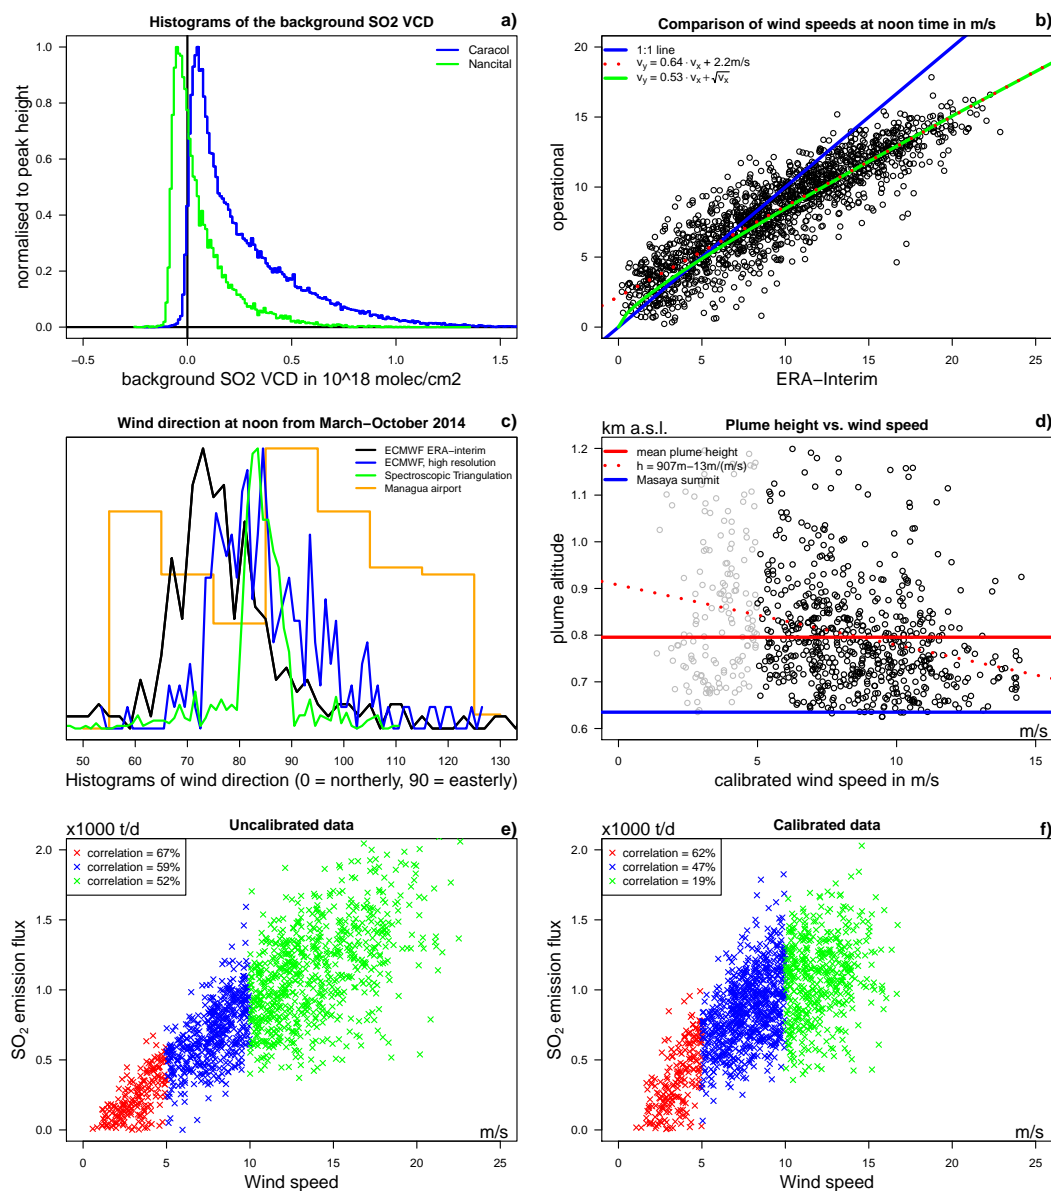 Histograms of the background SO2 VCD
a)
Caracol
Nancital
normalised to peak height
0.0
0.2
0.4
0.6
0.8
1.0
−0.5
0.0
0.5
1.0
1.5
background SO2 VCD in 10^18 molec/cm2
Comparison of wind speeds at noon time in m/s
b)
1:1 line
vy = 0.64 · vx + 2.2m/s
vy = 0.53 · vx + √vx
operational
0
5
10
15
20
0
5
10
15
20
25
ERA−Interim
Wind direction at noon from March−October 2014
c)
ECMWF ERA−interim
ECMWF, high resolution
Spectroscopic Triangulation
Managua airport
50
60
70
80
90
100
110
120
130
Histograms of wind direction (0 = northerly, 90 = easterly)
km a.s.l.
Plume height vs. wind speed
d)
mean plume height
h = 907m−13m/(m/s)
Masaya summit
plume altitude
0.6
0.7
0.8
0.9
1.0
1.1
1.2
m/s
0
5
10
15
calibrated wind speed in m/s
x1000 t/d
Uncalibrated data
e)
correlation = 67%
correlation = 59%
correlation = 52%
SO2 emission flux
0.0
0.5
1.0
1.5
2.0
m/s
0
5
10
15
20
25
Wind speed
x1000 t/d
Calibrated data
f)
correlation = 62%
correlation = 47%
correlation = 19%
SO2 emission flux
0.0
0.5
1.0
1.5
2.0
m/s
0
5
10
15
20
25
Wind speed